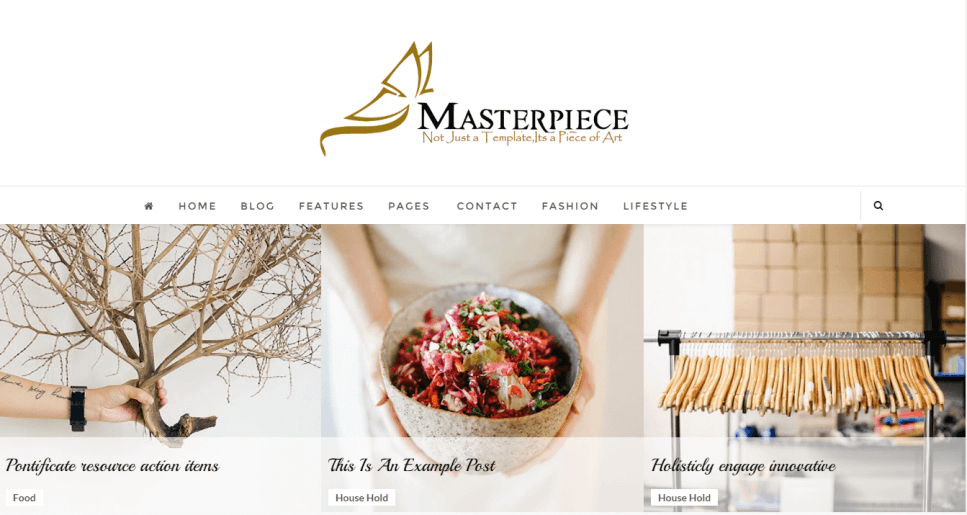 MASTERPIECE
Not Just a Template,Its a Piece of Art
HOME BLOG FEATURES PAGES CONTACT FASHION LIFESTYLE
Pontificate resource action items
Food
This Is An Example Post
House Hold
Holisticly engage innovative
House Hold